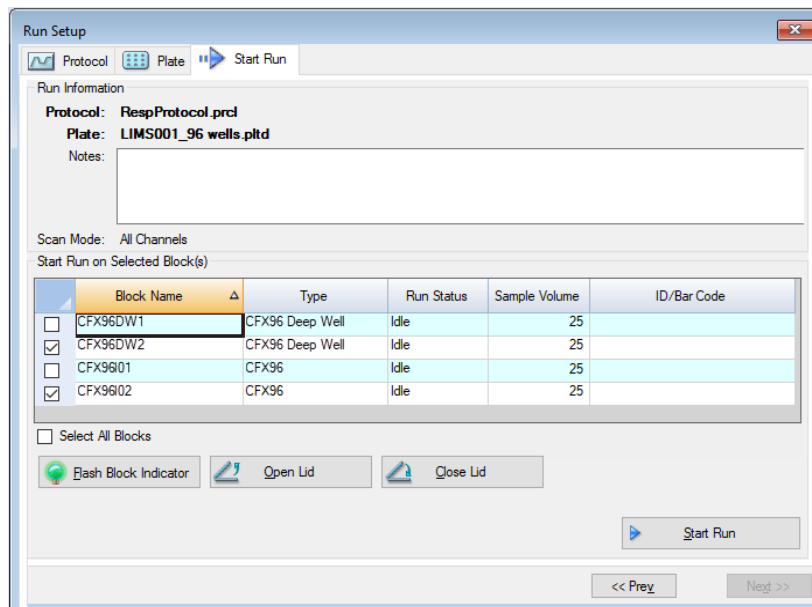 Run Setup
Protocol Plate Start Run
Run Information
Protocol: RespProtocol.prcl
Plate: LIMS001_96 wells.pltd
Notes:
Scan Mode: All Channels
Start Run on Selected Block(s)
Block Name Type Run Status Sample Volume ID/Bar Code
CFX96DW1 CFX96 Deep Well Idle 25
CFX96DW2 CFX96 Deep Well Idle 25
CFX96I01 CFX96 Idle 25
CFX96I02 CFX96 Idle 25
Select All Blocks
Flash Block Indicator Open Lid Close Lid
Start Run
<< Prev Next >>